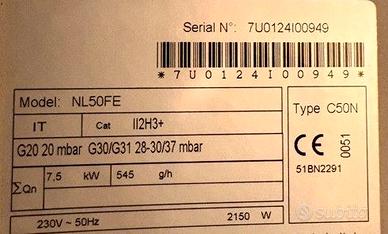 Serial N°: 7U0124I00949
*7U0124I00949*
Model: NL50FE
Type C50N
IT Cat II2H3+
G20 20 mbar G30/G31 28-30/37 mbar
CE 0051
51BN2291
ΣQn 7.5 kW 545 g/h
230V ~ 50Hz 2150 W
subito